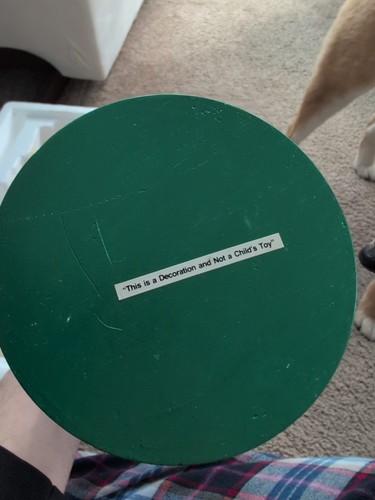 "This is a Decoration and Not a Child's Toy"